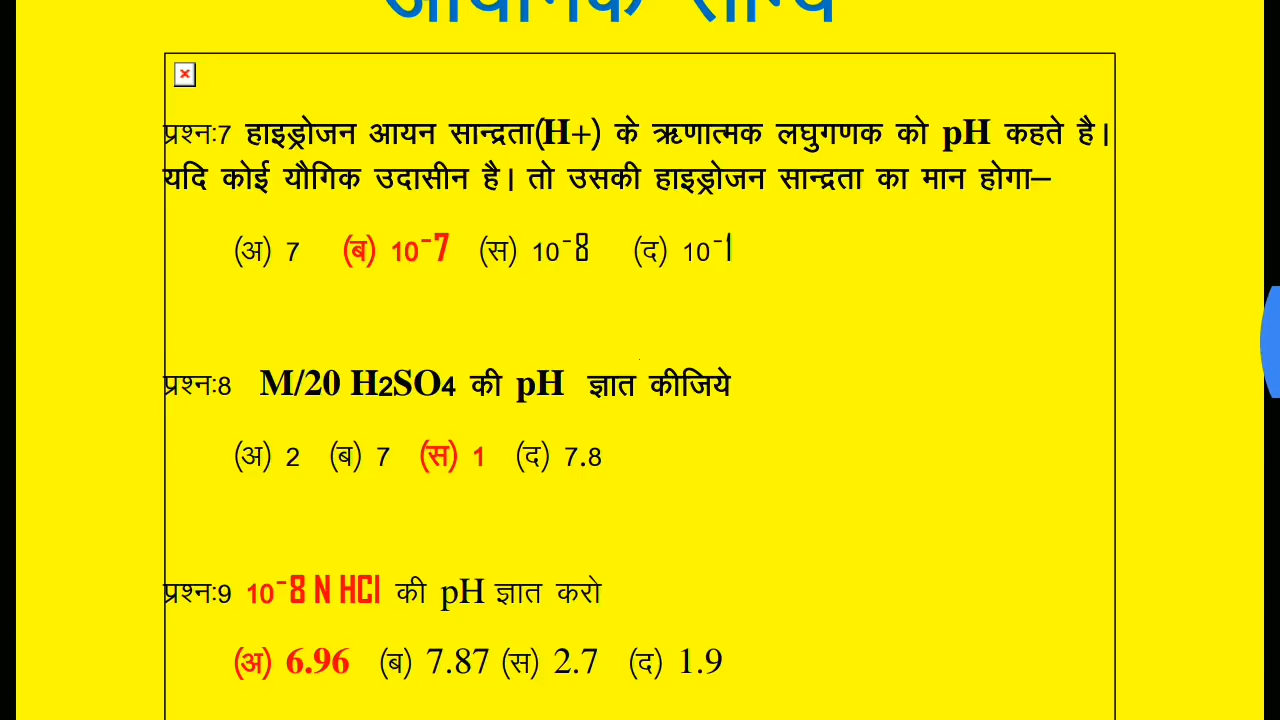 आयनिक साम्य
प्रश्न:7 हाइड्रोजन आयन सान्द्रता(H+) के ऋणात्मक लघुगणक को pH कहते है।
यदि कोई यौगिक उदासीन है। तो उसकी हाइड्रोजन सान्द्रता का मान होगा–
(अ) 7 (ब) 10⁻7 (स) 10⁻8 (द) 10⁻1
प्रश्न:8 M/20 H2SO4 की pH ज्ञात कीजिये
(अ) 2 (ब) 7 (स) 1 (द) 7.8
प्रश्न:9 10⁻8 N HCl की pH ज्ञात करो
(अ) 6.96 (ब) 7.87 (स) 2.7 (द) 1.9